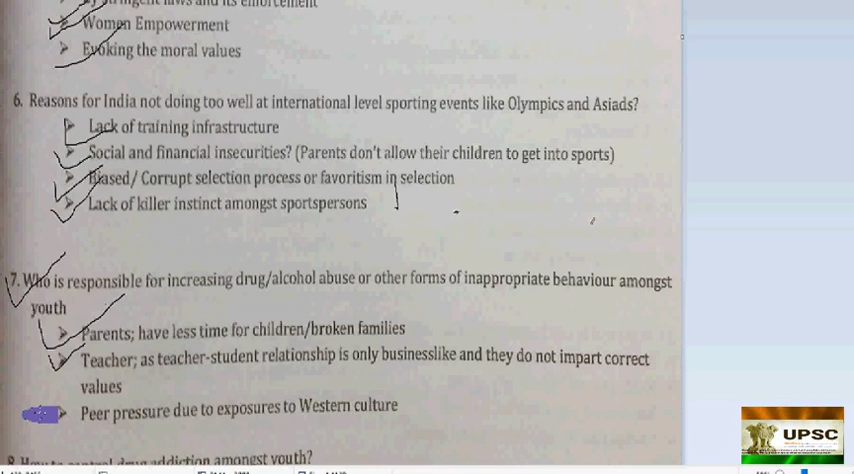 Women Empowerment
Evoking the moral values
6. Reasons for India not doing too well at international level sporting events like Olympics and Asiads?
Lack of training infrastructure
Social and financial insecurities? (Parents don't allow their children to get into sports)
Biased/ Corrupt selection process or favoritism in selection
Lack of killer instinct amongst sportspersons
7. Who is responsible for increasing drug/alcohol abuse or other forms of inappropriate behaviour amongst
youth
Parents; have less time for children/broken families
Teacher; as teacher-student relationship is only businesslike and they do not impart correct
values
Peer pressure due to exposures to Western culture
addiction amongst youth?
UPSC